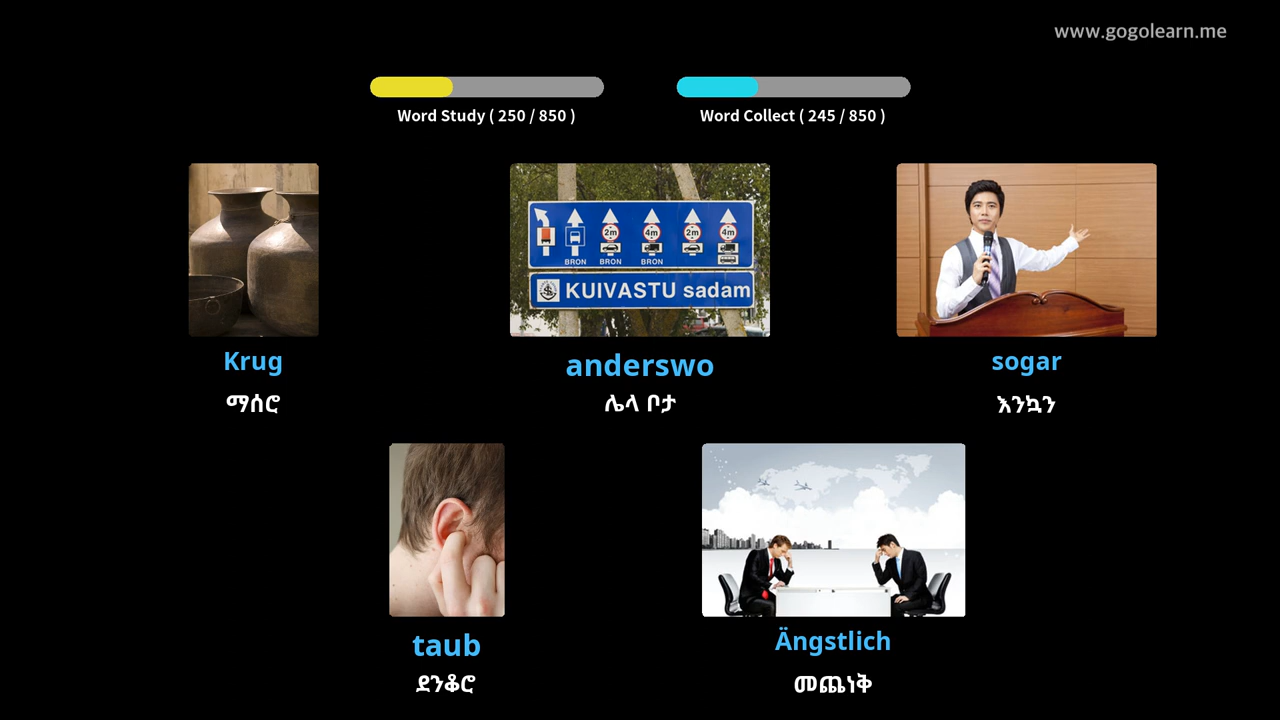 www.gogolearn.me
Word Study ( 250 / 850 )
Word Collect ( 245 / 850 )
2m 4m 2m 4m
BRON BRON BRON
KUIVASTU sadam
Krug
ማሰሮ
anderswo
ሌላ ቦታ
sogar
እንኳን
taub
ደንቆሮ
Ängstlich
መጨነቅ